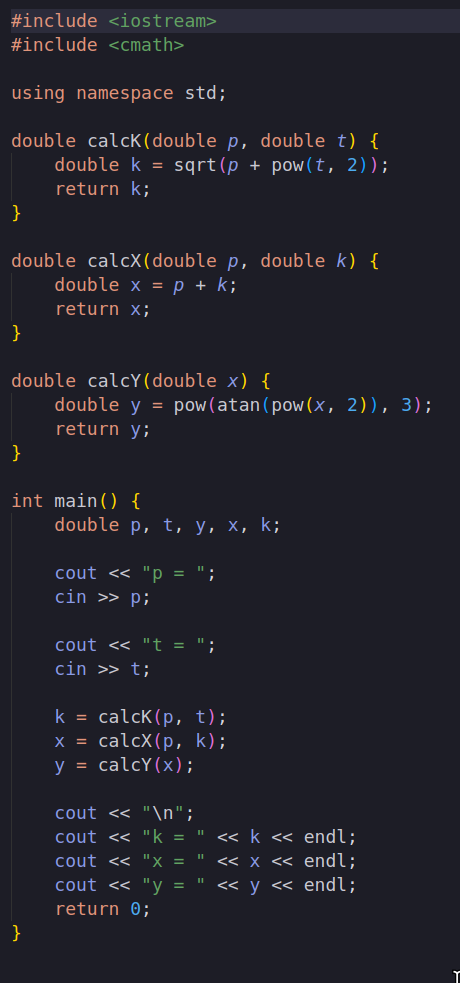 #include <iostream>
#include <cmath>

using namespace std;

double calcK(double p, double t) {
    double k = sqrt(p + pow(t, 2));
    return k;
}

double calcX(double p, double k) {
    double x = p + k;
    return x;
}

double calcY(double x) {
    double y = pow(atan(pow(x, 2)), 3);
    return y;
}

int main() {
    double p, t, y, x, k;

    cout << "p = ";
    cin >> p;

    cout << "t = ";
    cin >> t;

    k = calcK(p, t);
    x = calcX(p, k);
    y = calcY(x);

    cout << "\n";
    cout << "k = " << k << endl;
    cout << "x = " << x << endl;
    cout << "y = " << y << endl;
    return 0;
}